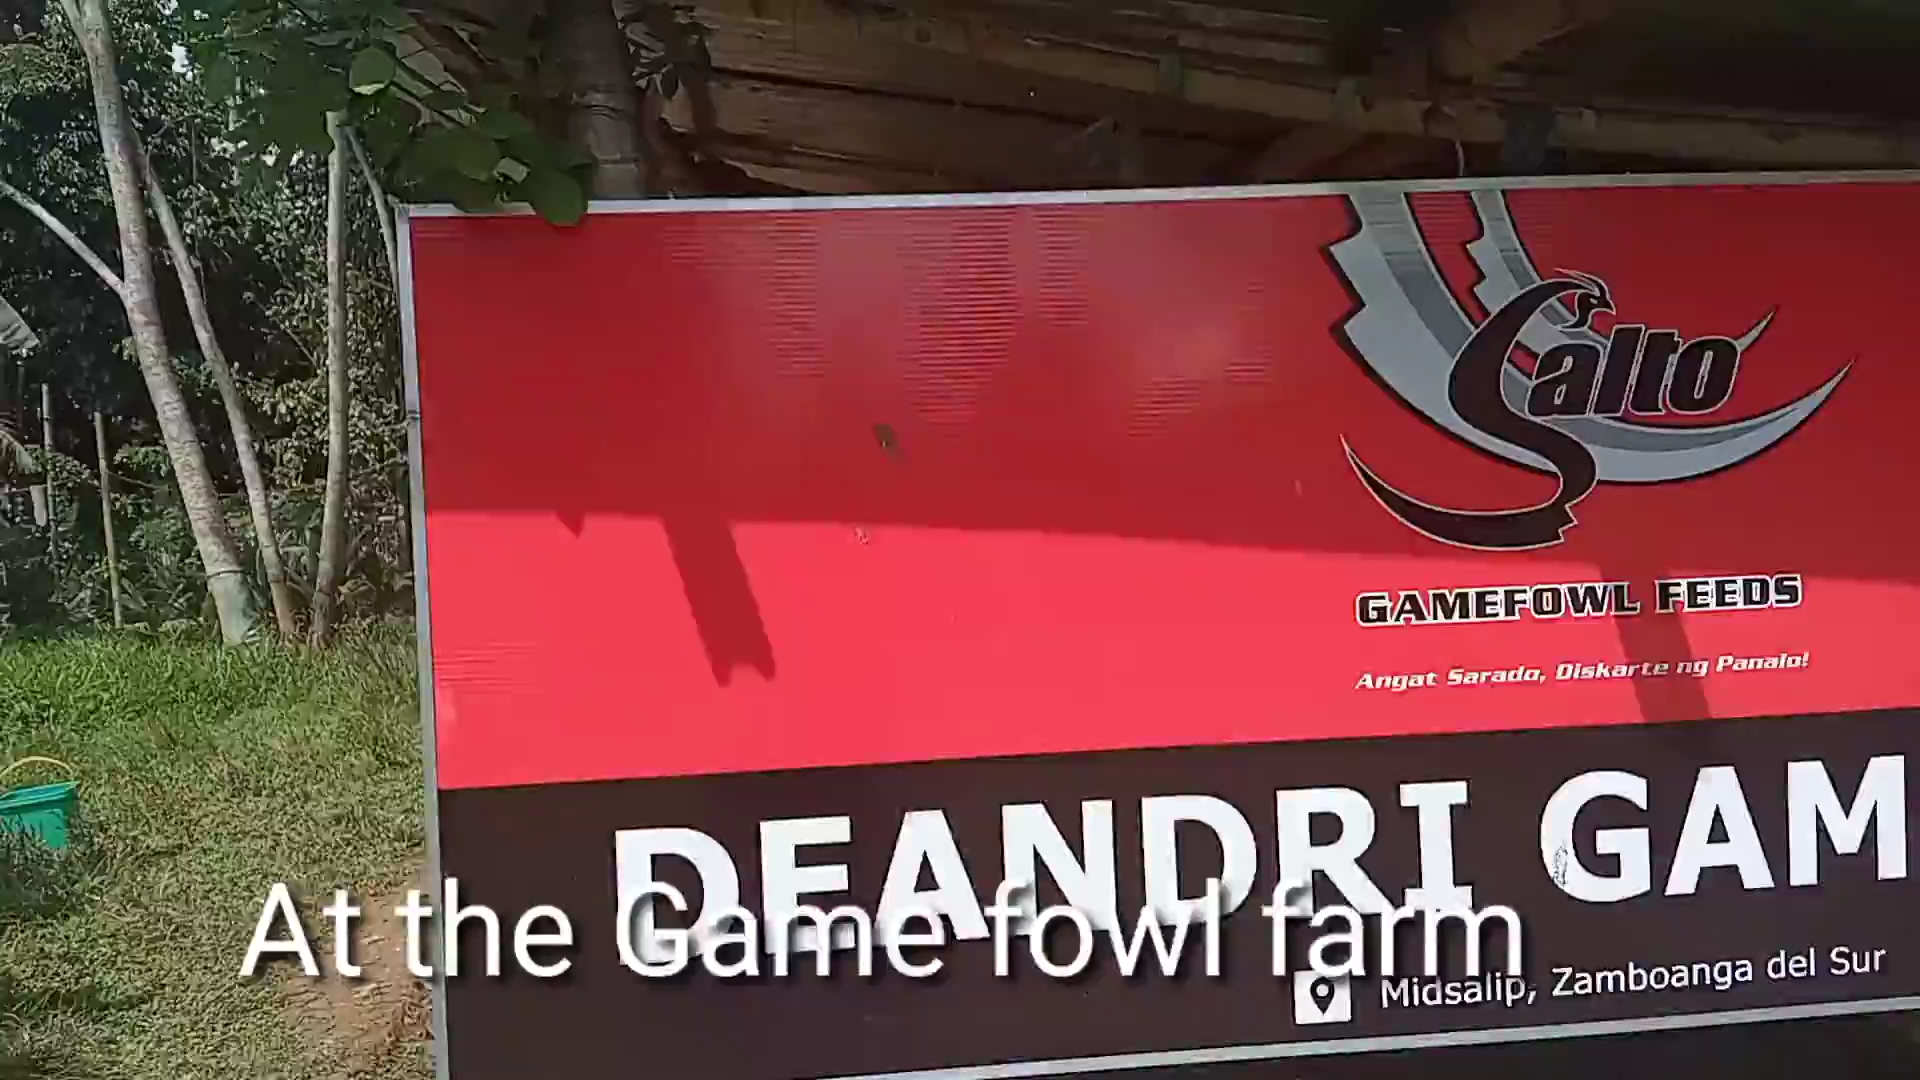 Salto
GAMEFOWL FEEDS
Angat Sarado, Diskarte ng Panalo!
DEANDRI GAM
At the Game fowl farm
Midsalip, Zamboanga del Sur